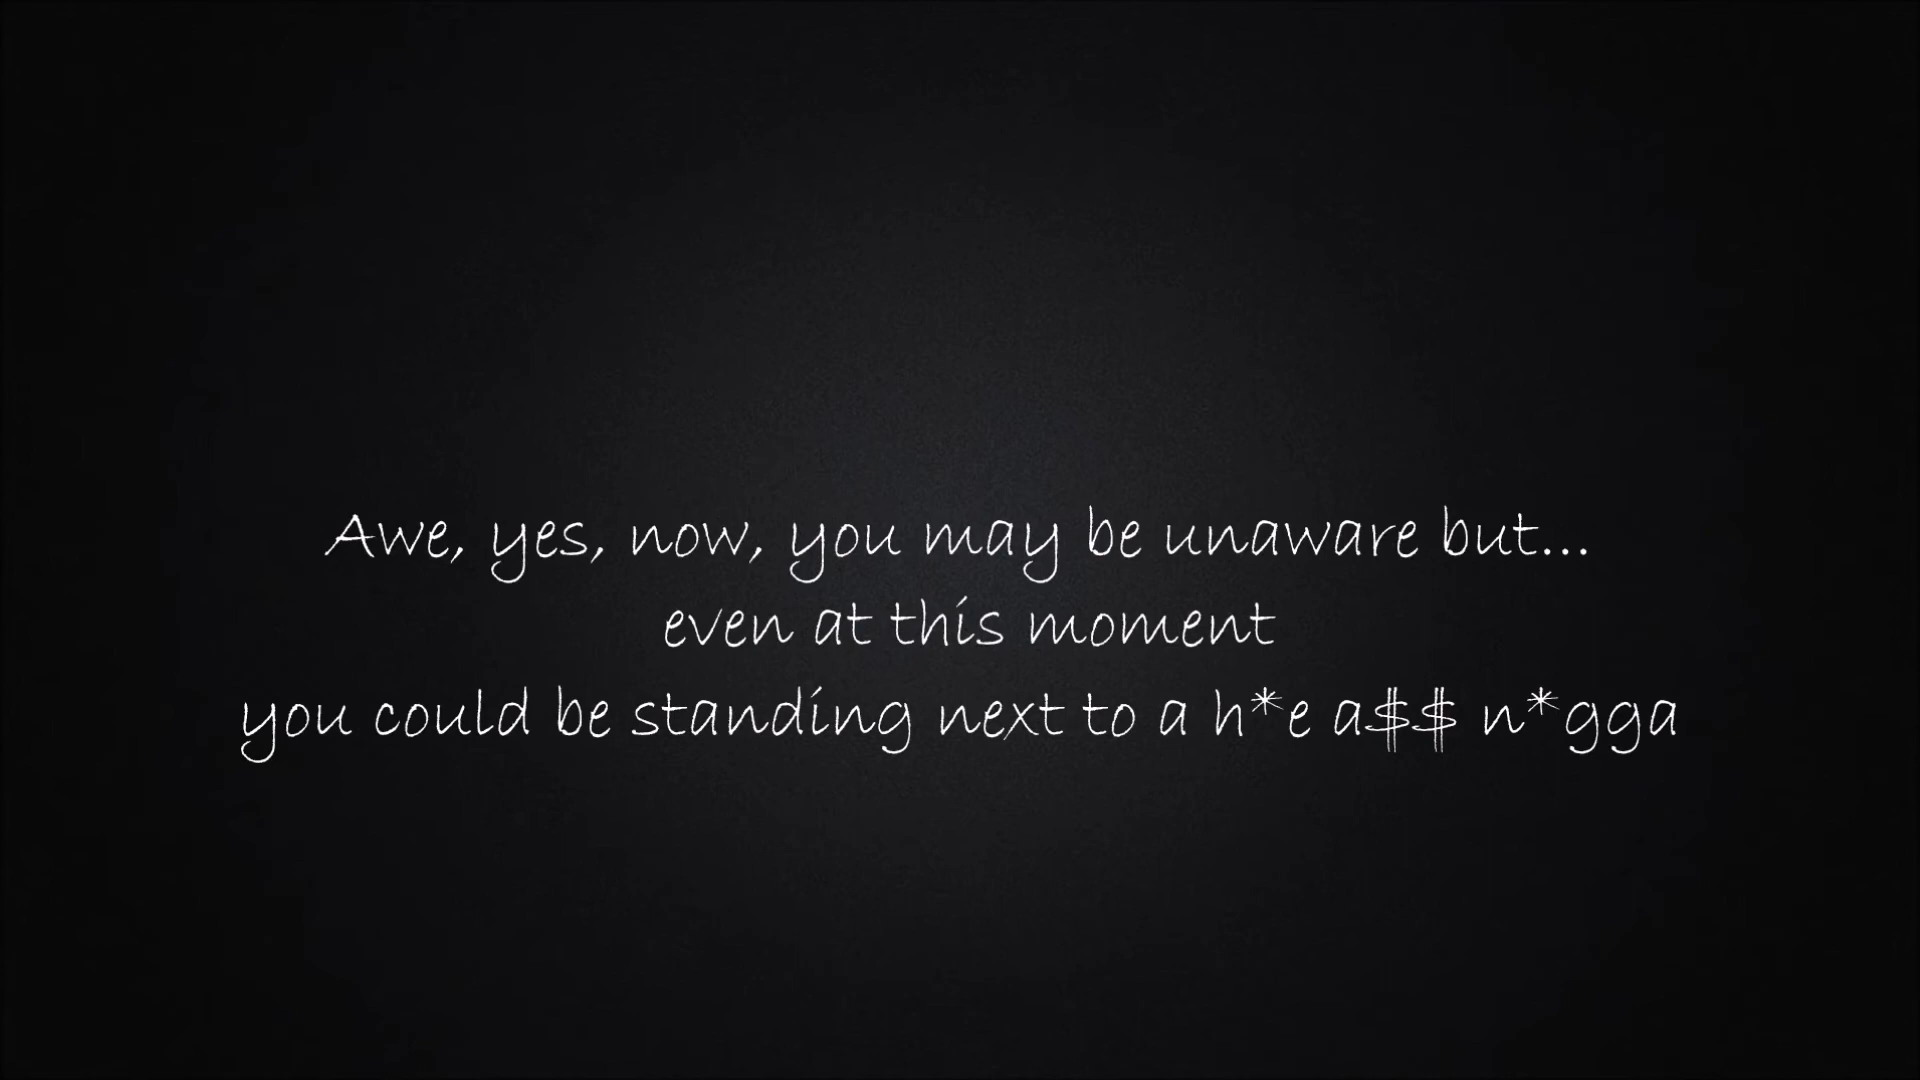 Awe, yes, now, you may be unaware but...
even at this moment
you could be standing next to a h*e a$$ n*gga